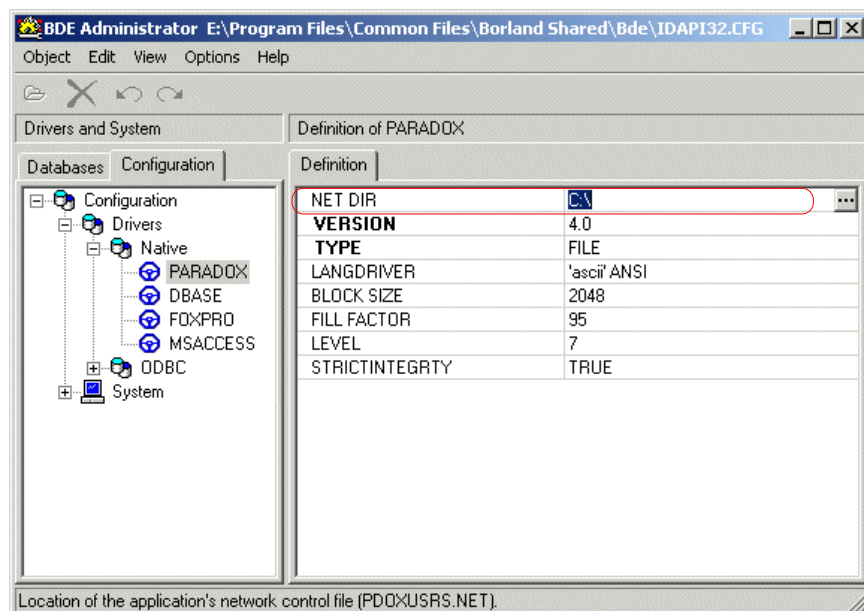 BDE Administrator E:\Program Files\Common Files\Borland Shared\Bde\IDAPI32.CFG
Object Edit View Options Help
Drivers and System
Definition of PARADOX
Databases Configuration
Definition
Configuration
Drivers
Native
PARADOX
DBASE
FOXPRO
MSACCESS
ODBC
System
NET DIR C:\
VERSION 4.0
TYPE FILE
LANGDRIVER 'ascii' ANSI
BLOCK SIZE 2048
FILL FACTOR 95
LEVEL 7
STRICTINTEGRTY TRUE
Location of the application's network control file (PDOXUSRS.NET).